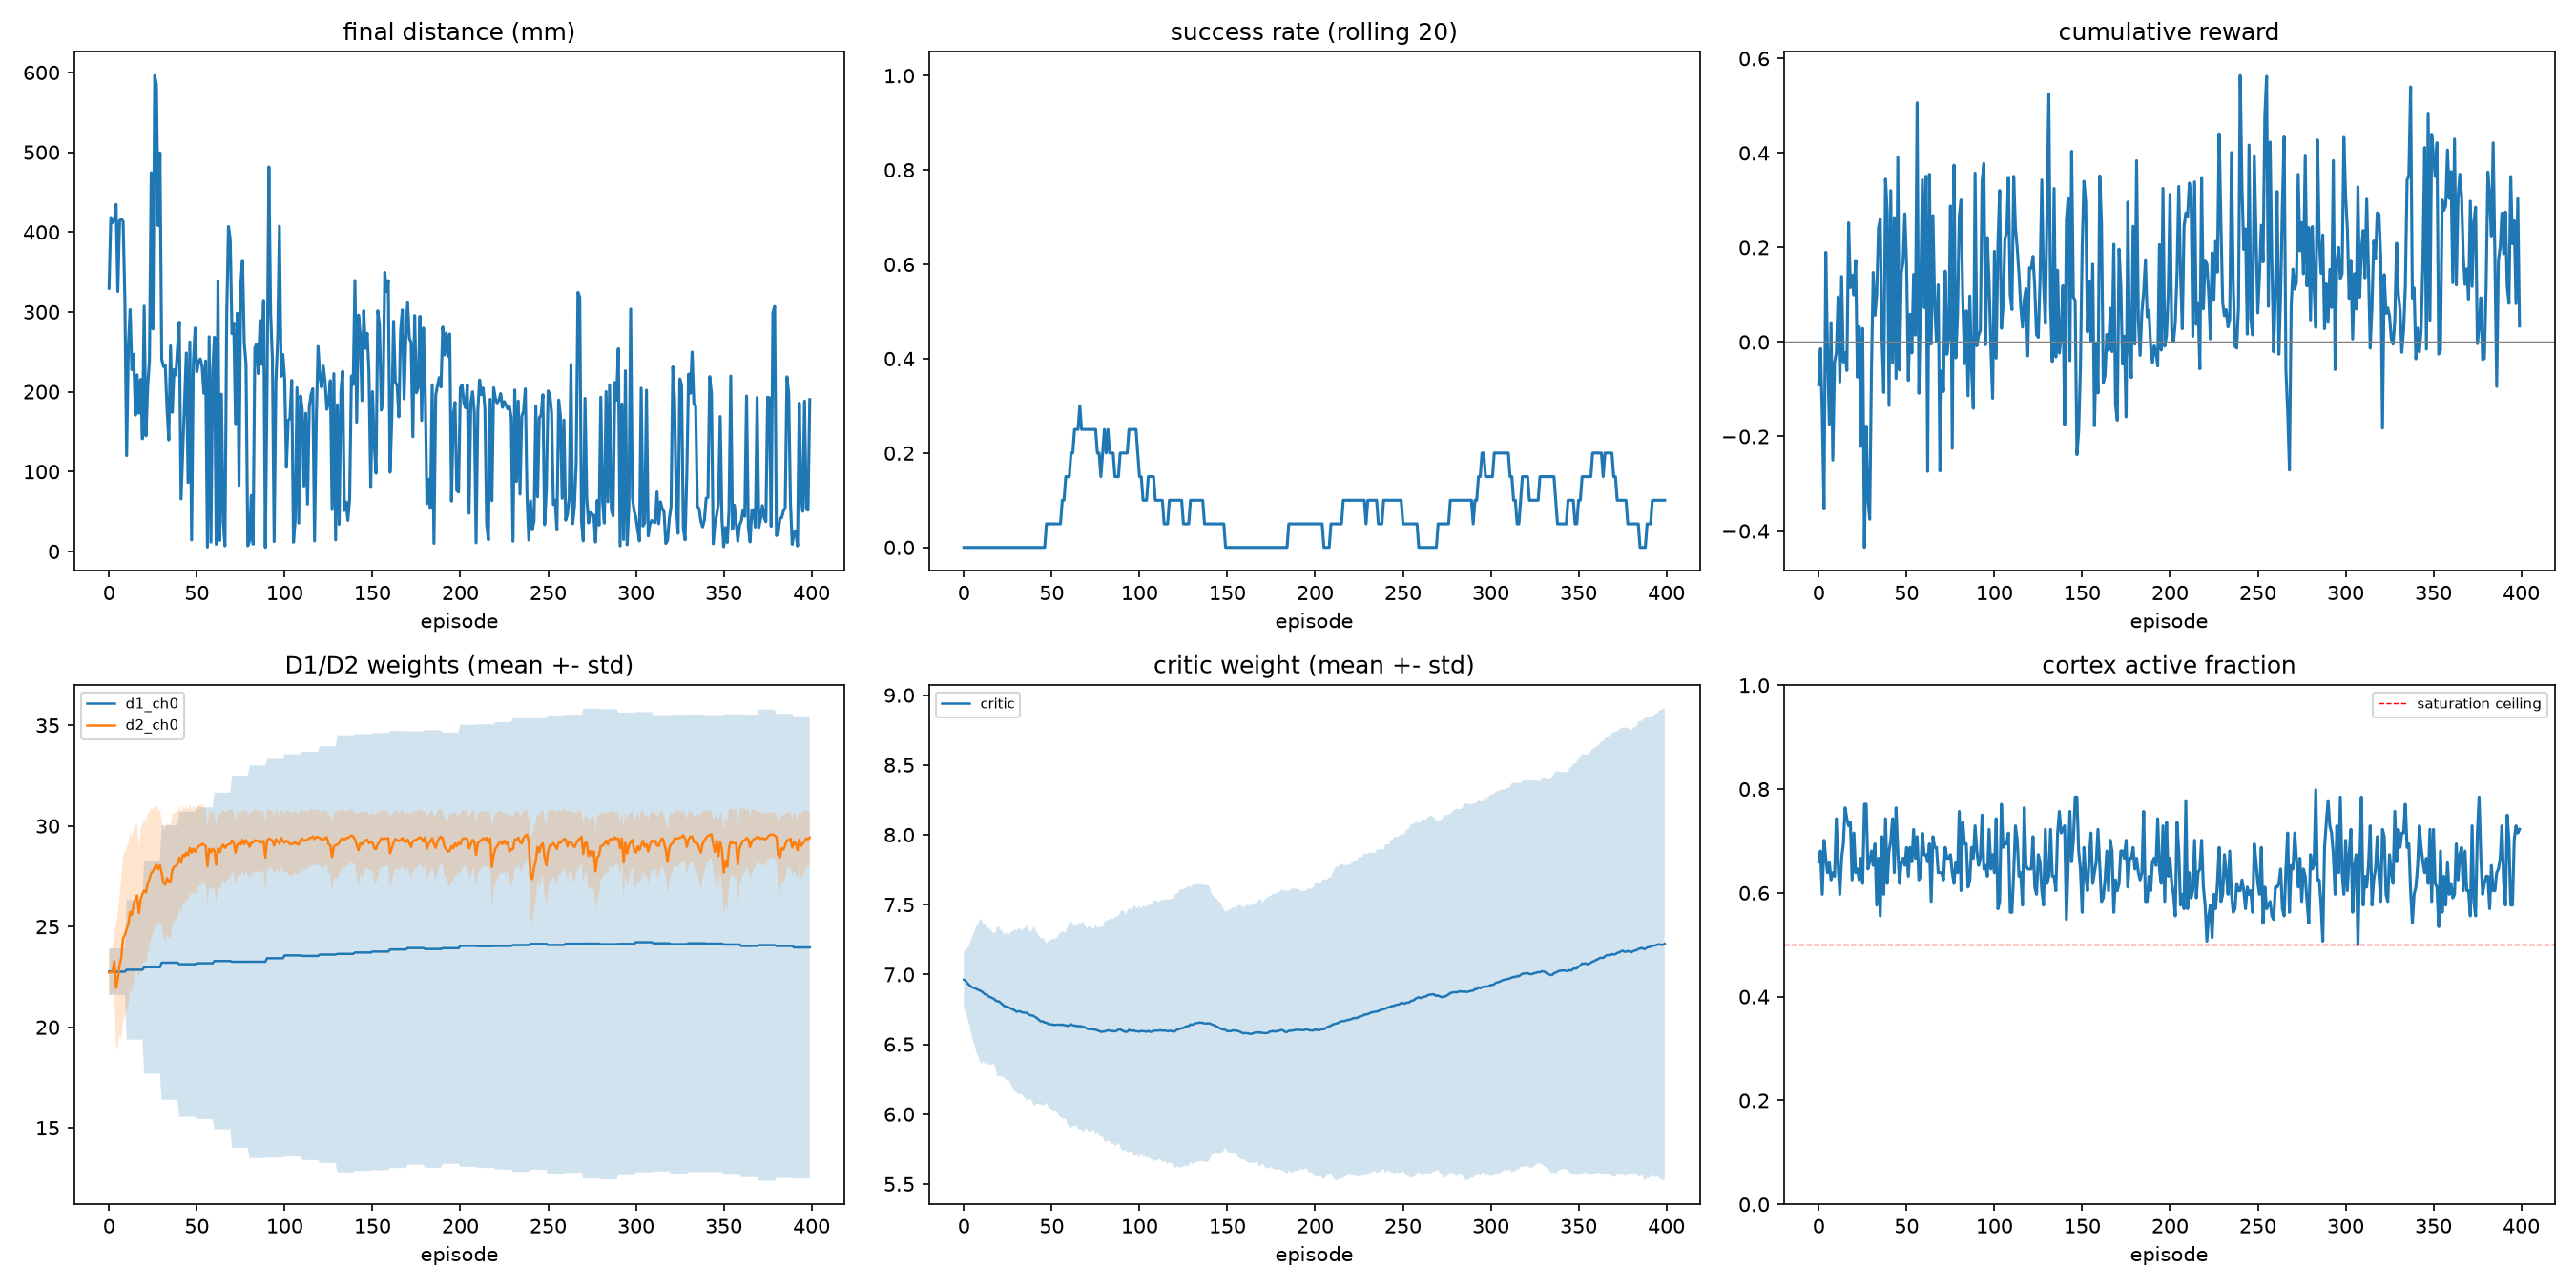 final distance (mm)
600
500
400
300
200
100
0
0 50 100 150 200 250 300 350 400
episode
success rate (rolling 20)
1.0
0.8
0.6
0.4
0.2
0.0
0 50 100 150 200 250 300 350 400
episode
cumulative reward
0.6
0.4
0.2
0.0
−0.2
−0.4
0 50 100 150 200 250 300 350 400
episode
D1/D2 weights (mean +- std)
d1_ch0
d2_ch0
35
30
25
20
15
0 50 100 150 200 250 300 350 400
episode
critic weight (mean +- std)
critic
9.0
8.5
8.0
7.5
7.0
6.5
6.0
5.5
0 50 100 150 200 250 300 350 400
episode
cortex active fraction
saturation ceiling
1.0
0.8
0.6
0.4
0.2
0.0
0 50 100 150 200 250 300 350 400
episode